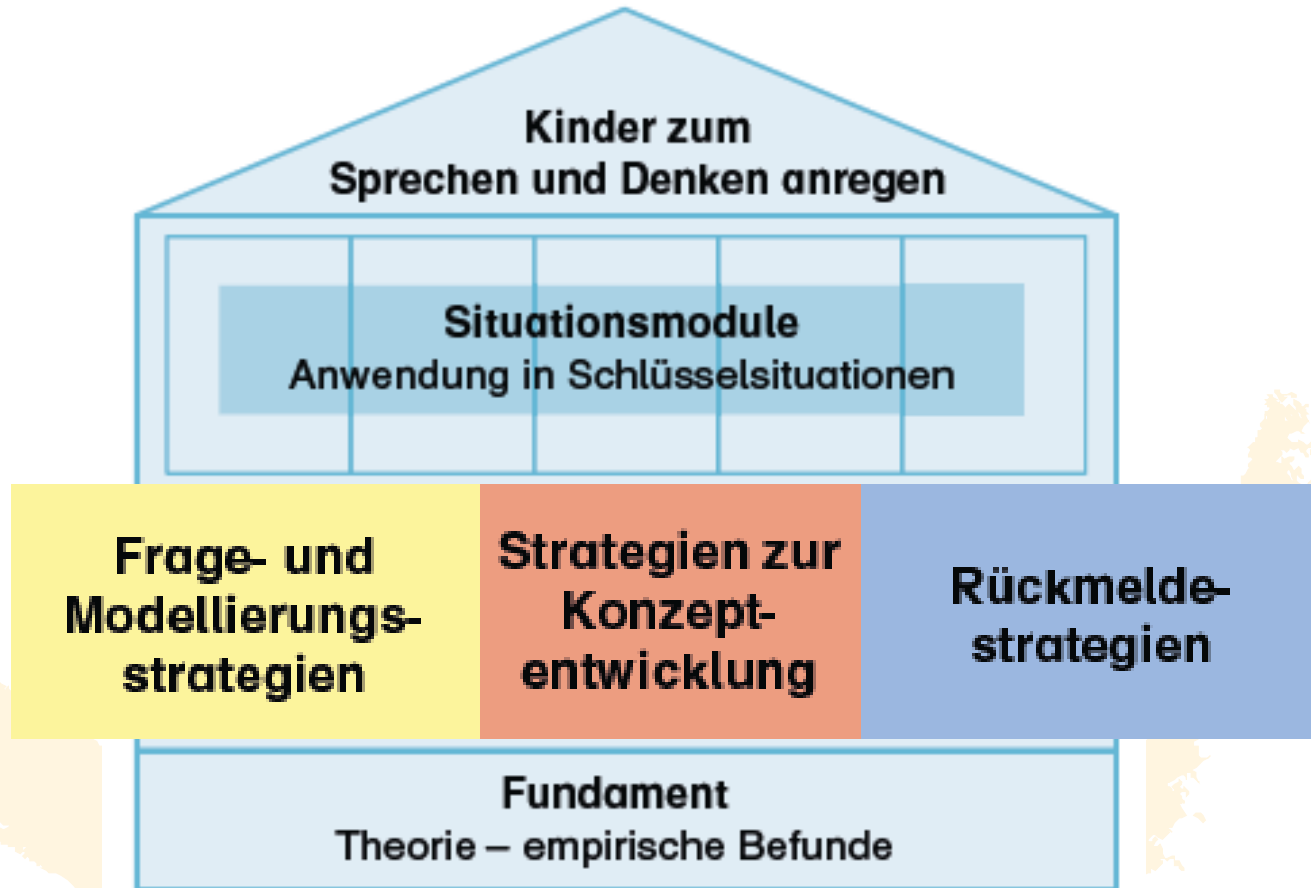 Kinder zum
Sprechen und Denken anregen
Situationsmodule
Anwendung in Schlüsselsituationen
Frage- und
Modellierungs-
strategien
Strategien zur
Konzept-
entwicklung
Rückmelde-
strategien
Fundament
Theorie – empirische Befunde